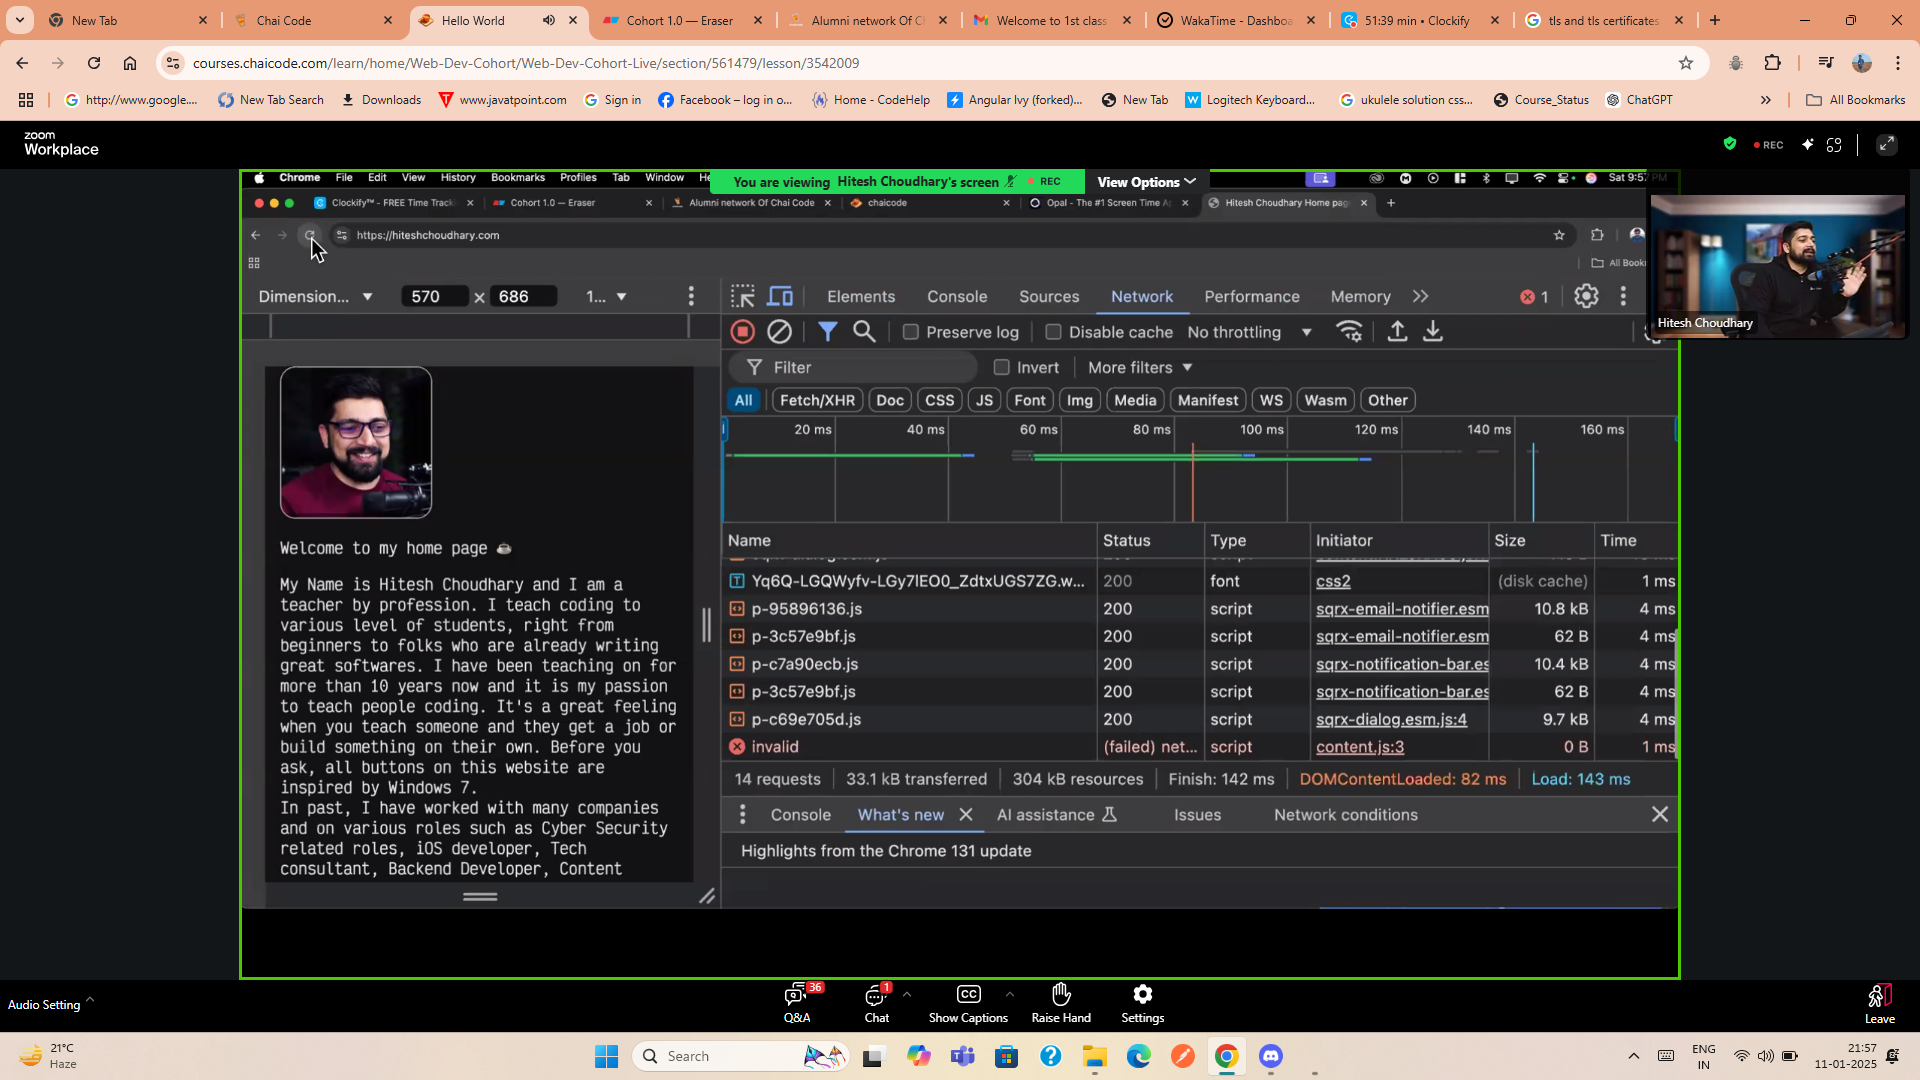 New Tab
Chai Code
Hello World
Cohort 1.0 — Eraser
Alumni network Of C
Welcome to 1st class
WakaTime - Dashboa
51:39 min • Clockify
tls and tls certificates
courses.chaicode.com/learn/home/Web-Dev-Cohort/Web-Dev-Cohort-Live/section/561479/lesson/3542009
http://www.google....
New Tab Search
Downloads
www.javatpoint.com
Sign in
Facebook – log in o...
Home - CodeHelp
Angular Ivy (forked)...
New Tab
Logitech Keyboard...
ukulele solution css...
Course_Status
ChatGPT
All Bookmarks
zoom
Workplace
REC
Chrome File Edit View History Bookmarks Profiles Tab Window He
You are viewing Hitesh Choudhary's screen
REC
View Options
Sat 9:57
Clockify™ - FREE Time Track
Cohort 1.0 — Eraser
Alumni network Of Chai Code
chaicode
Opal - The #1 Screen Time A
Hitesh Choudhary Home pag
https://hiteshchoudhary.com
All Book
Hitesh Choudhary
Dimension... 570 x 686 1...
Elements Console Sources Network Performance Memory 1
Preserve log Disable cache No throttling
Filter Invert More filters
All Fetch/XHR Doc CSS JS Font Img Media Manifest WS Wasm Other
20 ms 40 ms 60 ms 80 ms 100 ms 120 ms 140 ms 160 ms
Name Status Type Initiator Size Time
Yq6Q-LGQWyfv-LGy7lEO0_ZdtxUGS7ZG.w... 200 font css2 (disk cache) 1 ms
p-95896136.js 200 script sqrx-email-notifier.esm 10.8 kB 4 ms
p-3c57e9bf.js 200 script sqrx-email-notifier.esm 62 B 4 ms
p-c7a90ecb.js 200 script sqrx-notification-bar.es 10.4 kB 4 ms
p-3c57e9bf.js 200 script sqrx-notification-bar.es 62 B 4 ms
p-c69e705d.js 200 script sqrx-dialog.esm.js:4 9.7 kB 4 ms
invalid (failed) net... script content.js:3 0 B 1 ms
14 requests 33.1 kB transferred 304 kB resources Finish: 142 ms DOMContentLoaded: 82 ms Load: 143 ms
Console What's new AI assistance Issues Network conditions
Highlights from the Chrome 131 update
Welcome to my home page
My Name is Hitesh Choudhary and I am a
teacher by profession. I teach coding to
various level of students, right from
beginners to folks who are already writing
great softwares. I have been teaching on for
more than 10 years now and it is my passion
to teach people coding. It's a great feeling
when you teach someone and they get a job or
build something on their own. Before you
ask, all buttons on this website are
inspired by Windows 7.
In past, I have worked with many companies
and on various roles such as Cyber Security
related roles, iOS developer, Tech
consultant, Backend Developer, Content
Audio Setting
36
Q&A
1
Chat
CC
Show Captions
Raise Hand
Settings
Leave
21°C
Haze
Search
ENG
IN
21:57
11-01-2025